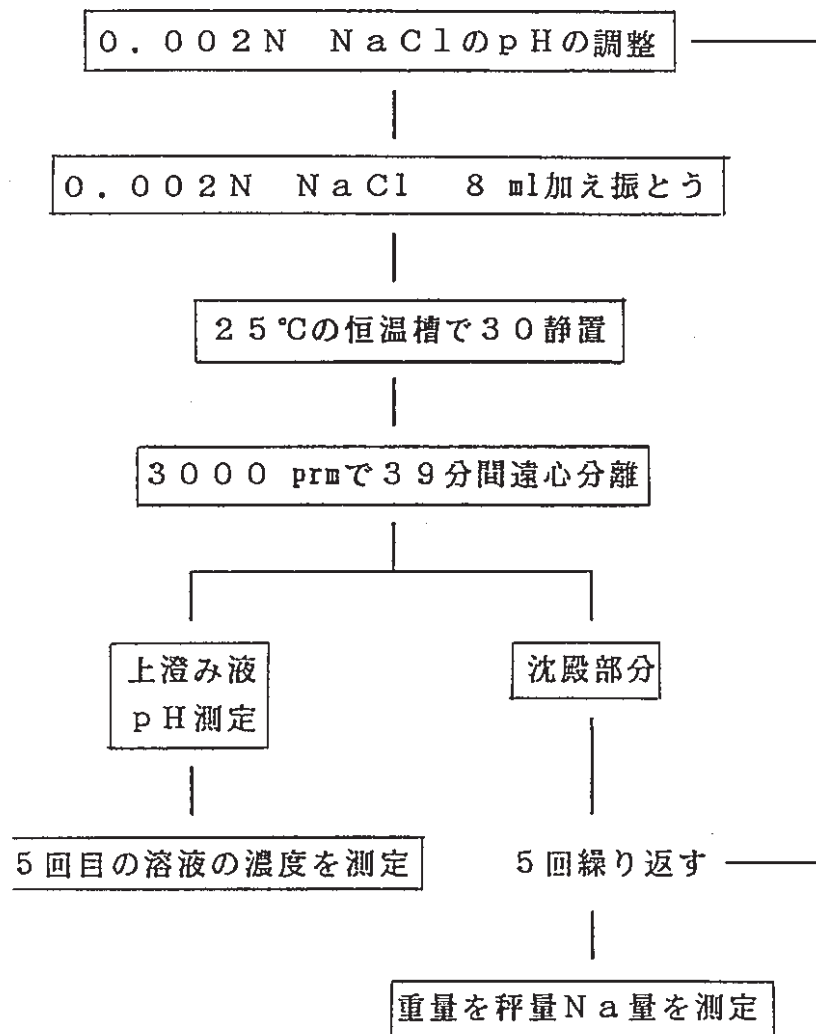 ０．００２Ｎ　ＮａＣｌのｐＨの調整
０．００２Ｎ　ＮａＣｌ　８ ml加え振とう
２５℃の恒温槽で３０静置
３０００ prmで３９分間遠心分離
上澄み液
ｐＨ測定
沈殿部分
５回目の溶液の濃度を測定
５回繰り返す
重量を秤量Ｎａ量を測定